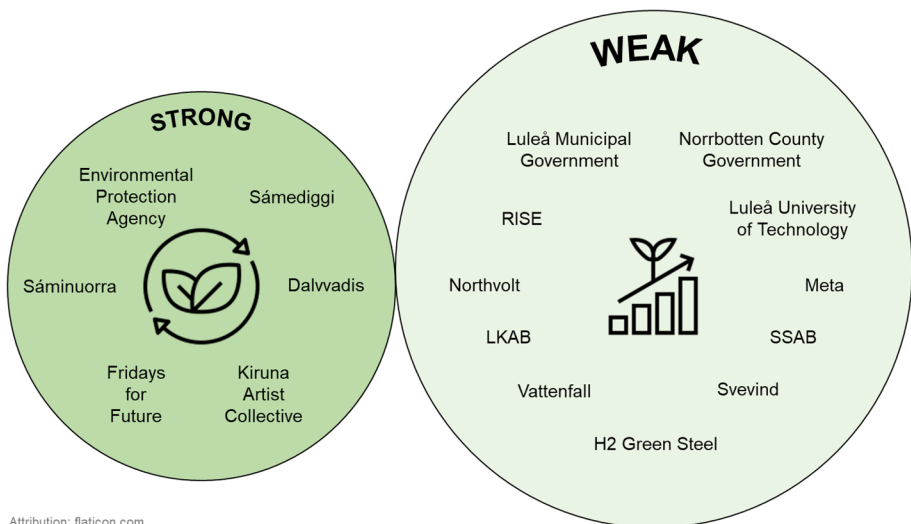 STRONG
Environmental
Protection
Agency
Sámediggi
Sáminuorra
Dalvvadis
Fridays
for
Future
Kiruna
Artist
Collective
WEAK
Luleå Municipal
Government
Norrbotten County
Government
RISE
Luleå University
of Technology
Northvolt
Meta
LKAB
SSAB
Vattenfall
Svevind
H2 Green Steel
Attribution: flaticon.com